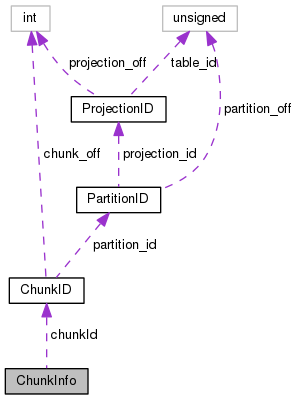 int
unsigned
projection_off
table_id
ProjectionID
partition_off
chunk_off
projection_id
PartitionID
partition_id
ChunkID
chunkId
ChunkInfo